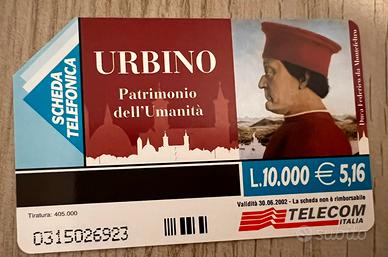 SCHEDA
TELEFONICA
URBINO
Patrimonio
dell'Umanità
Duca Federico da Montefeltro
L.10.000 € 5,16
Validità 30.06.2002 - La scheda non è rimborsabile
Tiratura: 405.000
0315026923
TELECOM
ITALIA
subito